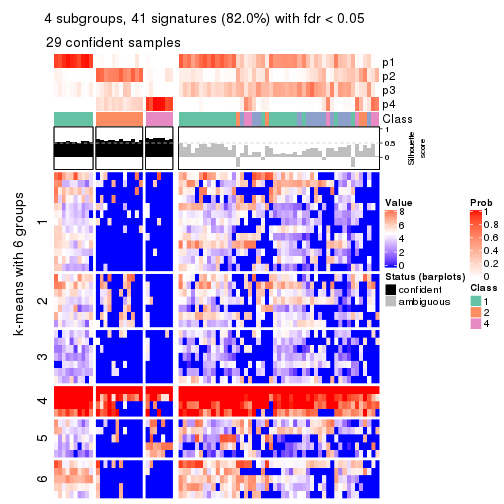 4 subgroups, 41 signatures (82.0%) with fdr < 0.05
29 confident samples
p1
p2
p3
p4
Class
1
0.5
0
Silhouette
score
k-means with 6 groups
1
2
3
4
5
6
Value
8
6
4
2
0
Status (barplots)
confident
ambiguous
Prob
1
0.8
0.6
0.4
0.2
0
Class
1
2
4